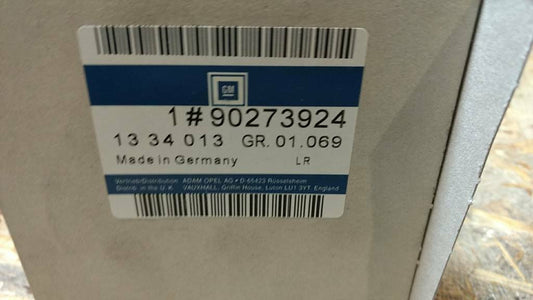 GM
1#90273924
13 34 013 GR. 01.069
Made in Germany LR
Vertrieb/Distribution ADAM OPEL AG • D-65423 Rüsselsheim
Distrib. in the U.K. VAUXHALL, Griffin House, Luton LU1 3YT, England